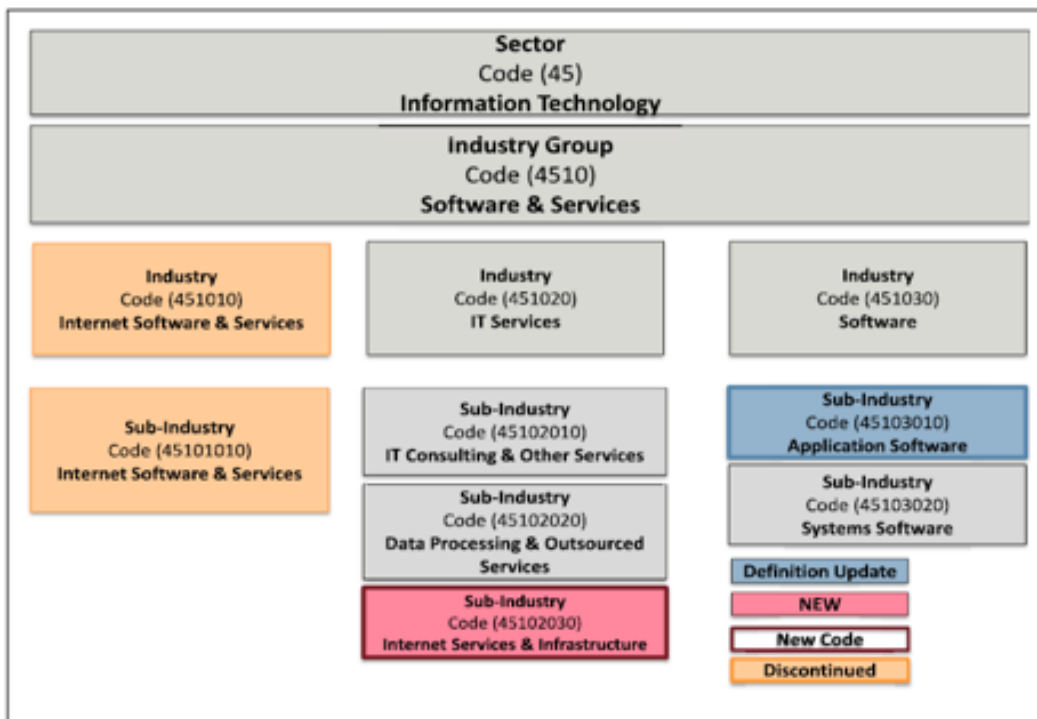 Sector
Code (45)
Information Technology
Industry Group
Code (4510)
Software & Services
Industry
Code (451010)
Internet Software & Services
Industry
Code (451020)
IT Services
Industry
Code (451030)
Software
Sub-Industry
Code (45101010)
Internet Software & Services
Sub-Industry
Code (45102010)
IT Consulting & Other Services
Sub-Industry
Code (45102020)
Data Processing & Outsourced
Services
Sub-Industry
Code (45102030)
Internet Services & Infrastructure
Sub-Industry
Code (45103010)
Application Software
Sub-Industry
Code (45103020)
Systems Software
Definition Update
NEW
New Code
Discontinued